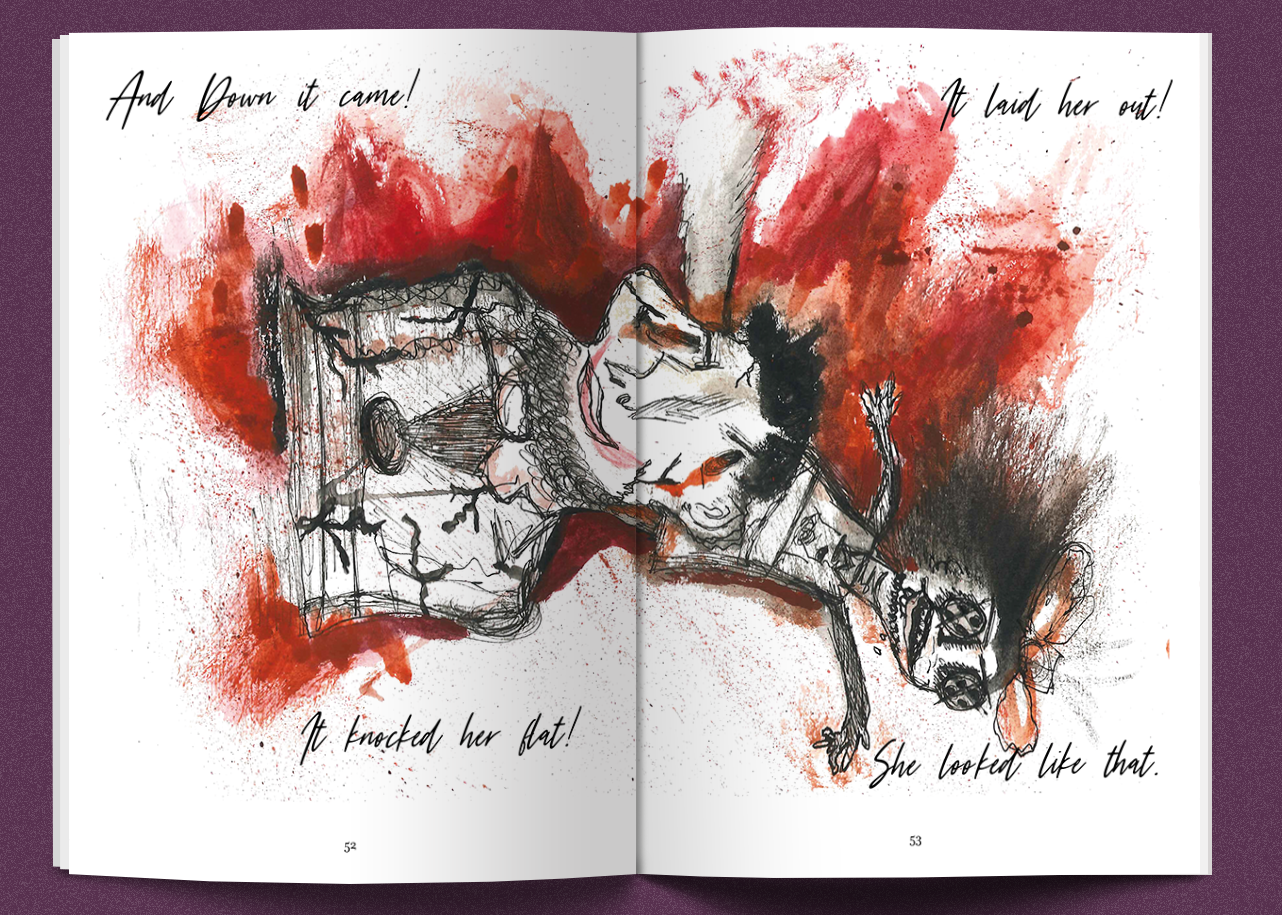 And Down it came!
It knocked her flat!
52
It laid her out!
She looked like that.
53